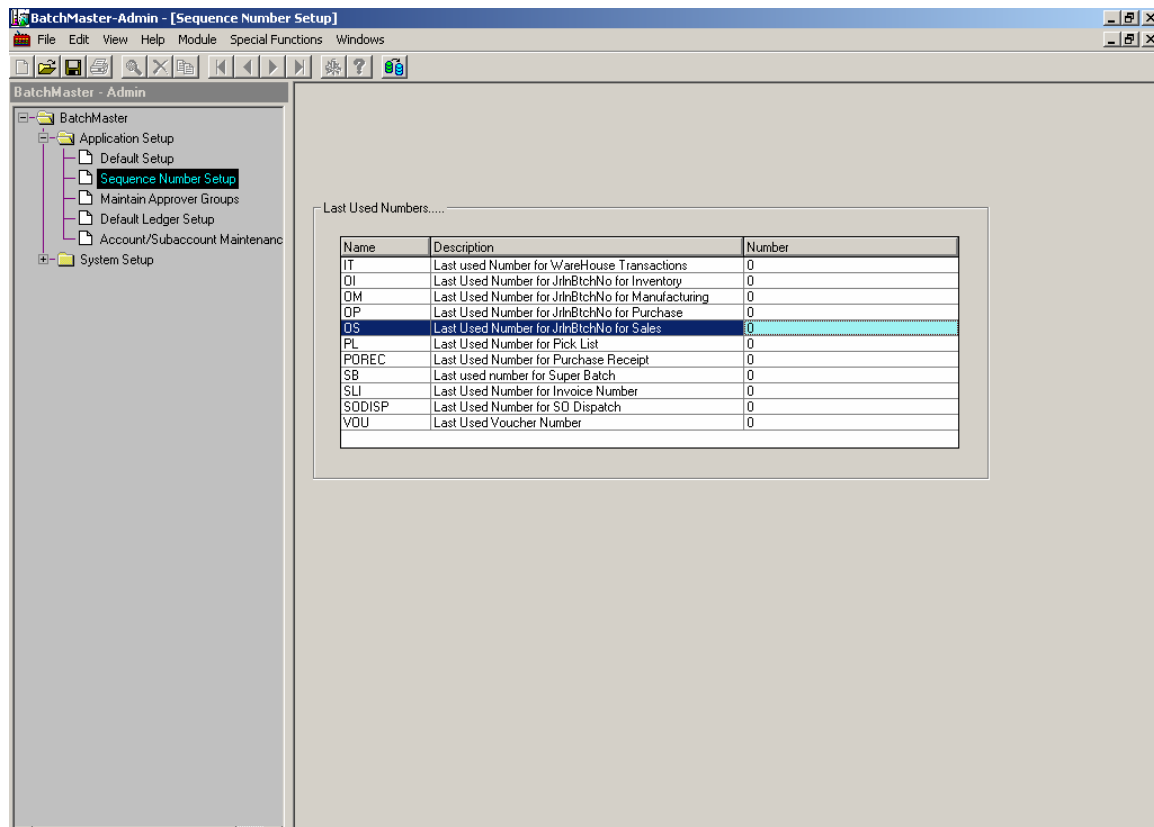 BatchMaster-Admin - [Sequence Number Setup]
File Edit View Help Module Special Functions Windows
BatchMaster - Admin
BatchMaster
Application Setup
Default Setup
Sequence Number Setup
Maintain Approver Groups
Default Ledger Setup
Account/Subaccount Maintenanc
System Setup
Last Used Numbers.....
Name Description Number
IT Last used Number for WareHouse Transactions 0
OI Last Used Number for JrlnBtchNo for Inventory 0
OM Last Used Number for JrlnBtchNo for Manufacturing 0
OP Last Used Number for JrlnBtchNo for Purchase 0
OS Last Used Number for JrlnBtchNo for Sales 0
PL Last Used Number for Pick List 0
POREC Last Used Number for Purchase Receipt 0
SB Last used number for Super Batch 0
SLI Last Used Number for Invoice Number 0
SODISP Last Used Number for SO Dispatch 0
VOU Last Used Voucher Number 0